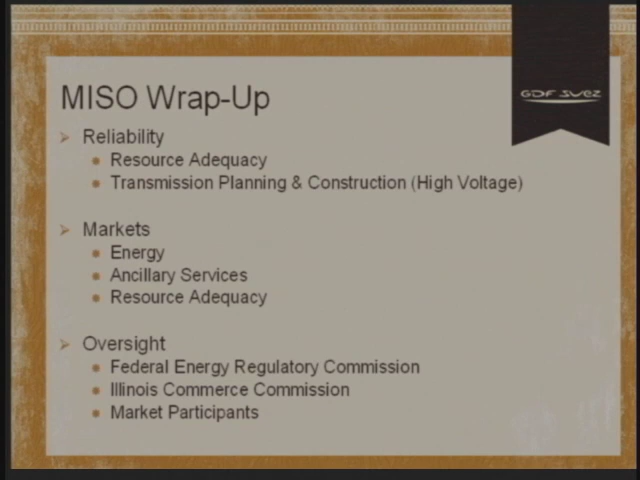 GDF SUEZ
MISO Wrap-Up
Reliability
Resource Adequacy
Transmission Planning & Construction (High Voltage)
Markets
Energy
Ancillary Services
Resource Adequacy
Oversight
Federal Energy Regulatory Commission
Illinois Commerce Commission
Market Participants